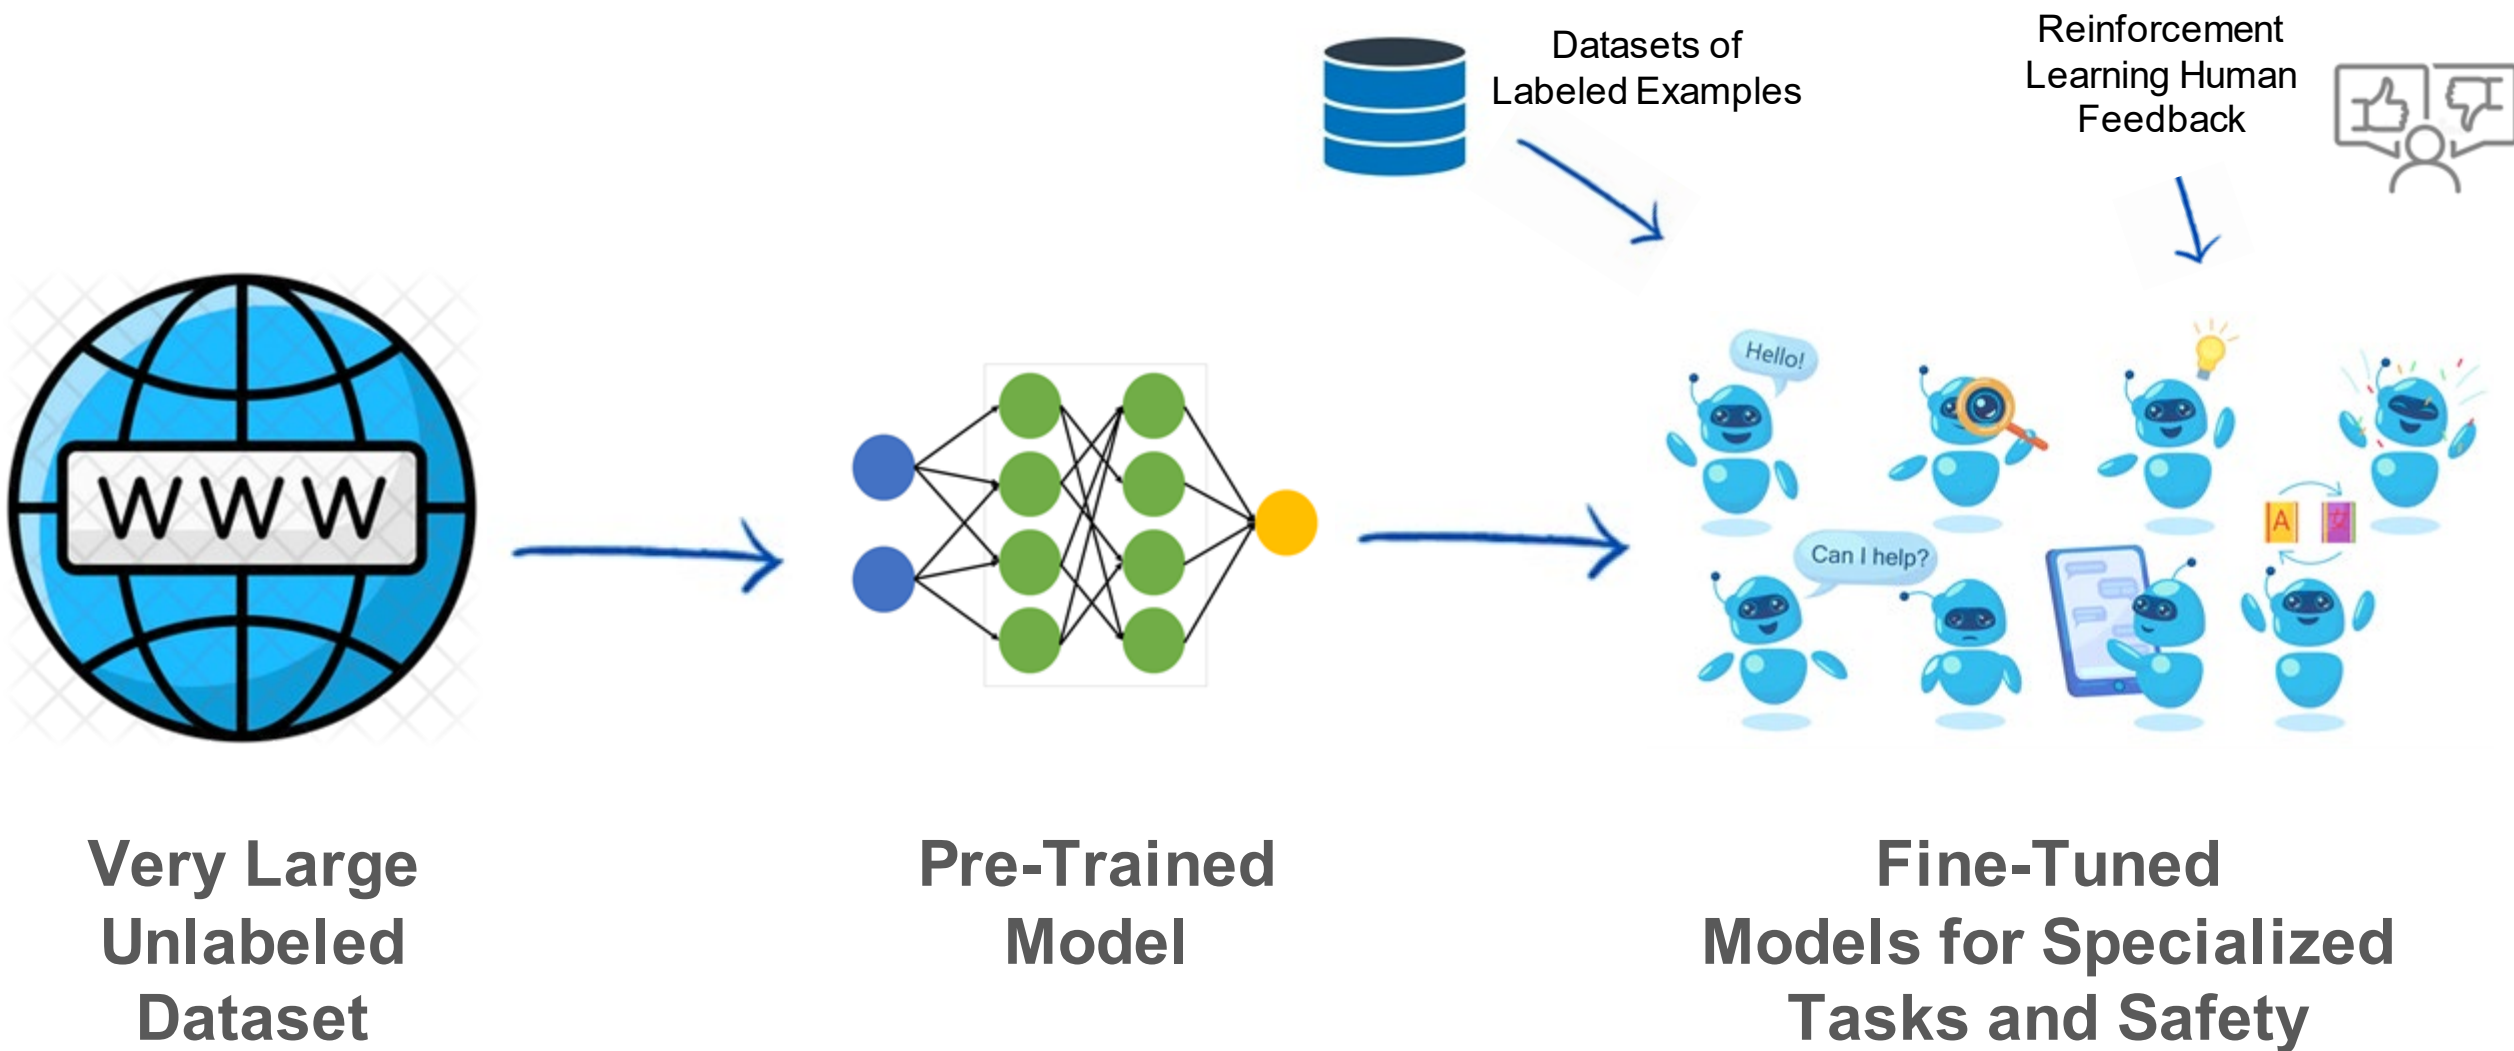 Datasets of
Labeled Examples
Reinforcement
Learning Human
Feedback
WWW
Hello!
A
Can I help?
Very Large
Unlabeled
Dataset
Pre-Trained
Model
Fine-Tuned
Models for Specialized
Tasks and Safety